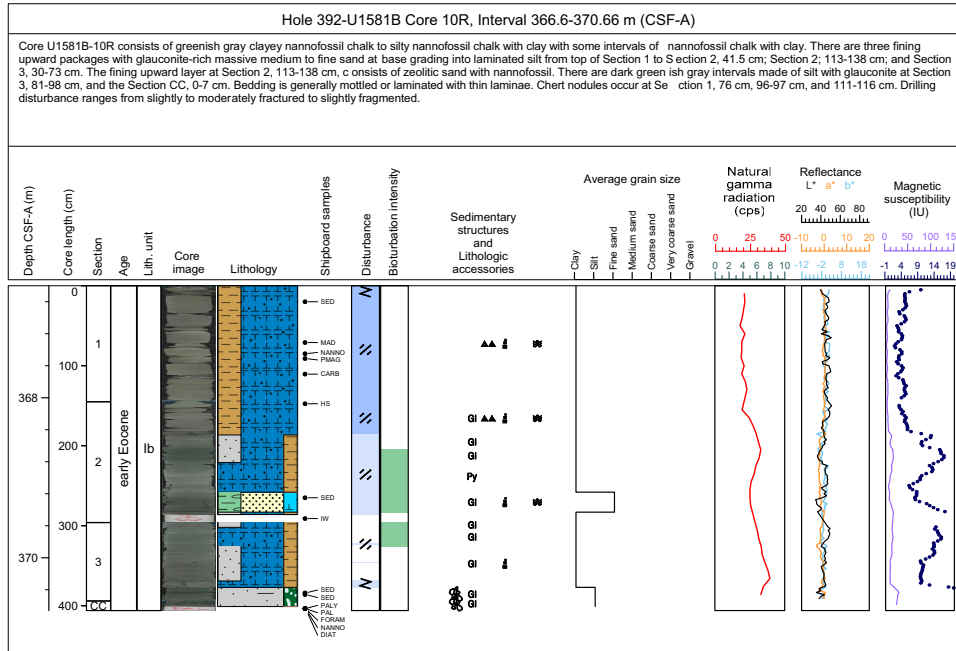 Hole 392-U1581B Core 10R, Interval 366.6-370.66 m (CSF-A)
Core U1581B-10R consists of greenish gray clayey nannofossil chalk to silty nannofossil chalk with clay with some intervals of nannofossil chalk with clay. There are three fining
upward packages with glauconite-rich massive medium to fine sand at base grading into laminated silt from top of Section 1 to S ection 2, 41.5 cm; Section 2; 113-138 cm; and Section
3, 30-73 cm. The fining upward layer at Section 2, 113-138 cm, c onsists of zeolitic sand with nannofossil. There are dark green ish gray intervals made of silt with glauconite at Section
3, 81-98 cm, and the Section CC, 0-7 cm. Bedding is generally mottled or laminated with thin laminae. Chert nodules occur at Se ction 1, 76 cm, 96-97 cm, and 111-116 cm. Drilling
disturbance ranges from slightly to moderately fractured to slightly fragmented.
Depth CSF-A (m)
Core length (cm)
Section
Age
Lith. unit
Core
image
Lithology
Shipboard samples
Disturbance
Bioturbation intensity
Sedimentary
structures
and
Lithologic
accessories
Average grain size
Clay
Silt
Fine sand
Medium sand
Coarse sand
Very coarse sand
Gravel
Natural
gamma
radiation
(cps)
0 25 50
0 2 4 6 8 10
Reflectance
L* a* b*
20 40 60 80
-10 0 10 20
-12 -2 8 18
Magnetic
susceptibility
(IU)
0 50 100 15
-1 4 9 14 19
368
370
0
100
200
300
400
1
2
3
CC
early Eocene
Ib
SED
MAD
NANNO
PMAG
CARB
HS
SED
IW
SED
SED
PALY
PAL
FORAM
NANNO
DIAT
Gl
Gl
Gl
Py
Gl
Gl
Gl
Gl
Gl
Gl